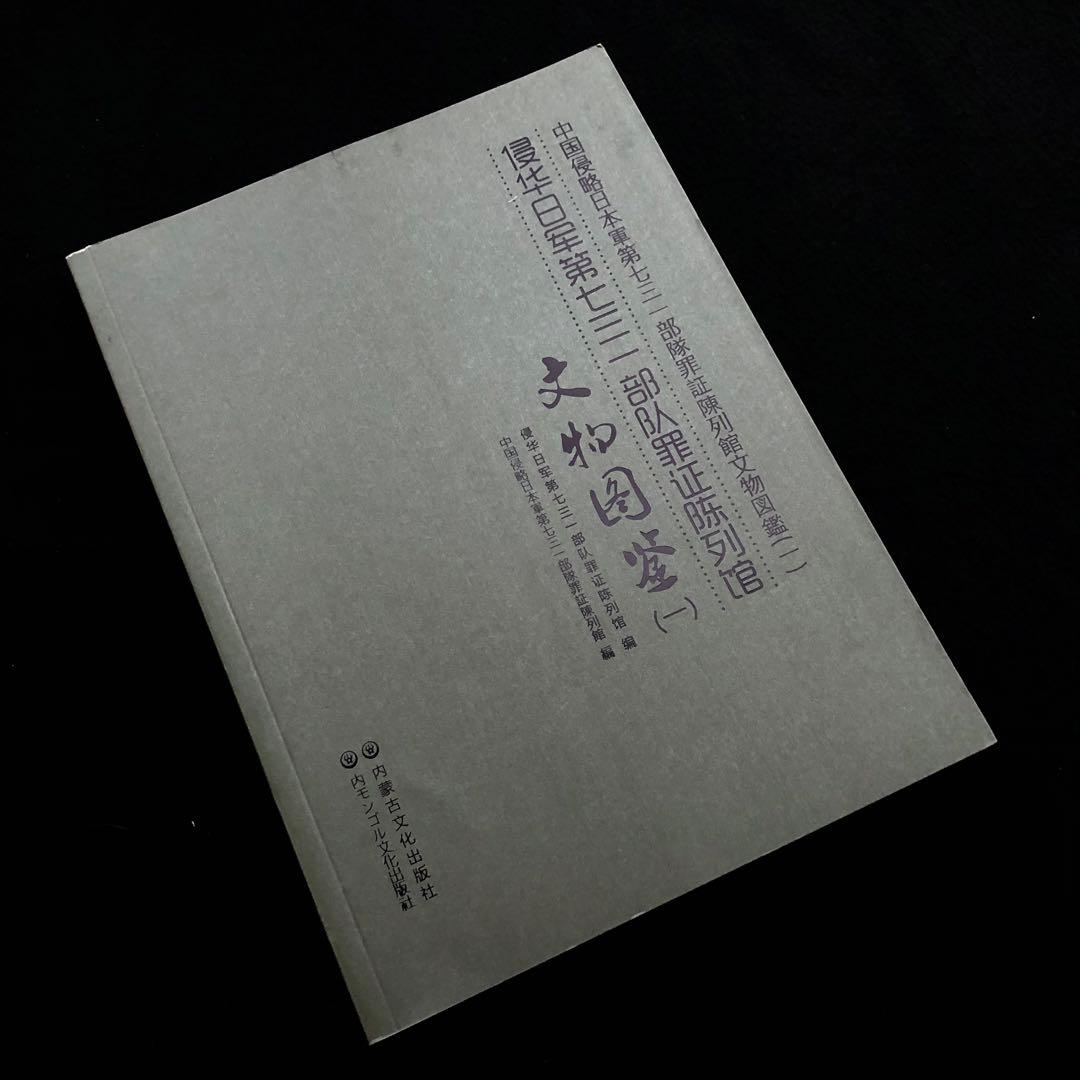 中国侵略日本軍第七三一部隊罪証陳列館文物図鑑(一)
侵华日军第七三一部队罪证陈列馆
文物图鉴(一)
侵华日军第七三一部队罪证陈列馆 编
中国侵略日本軍第七三一部隊罪証陳列館 編
内蒙古文化出版社
内モンゴル文化出版社